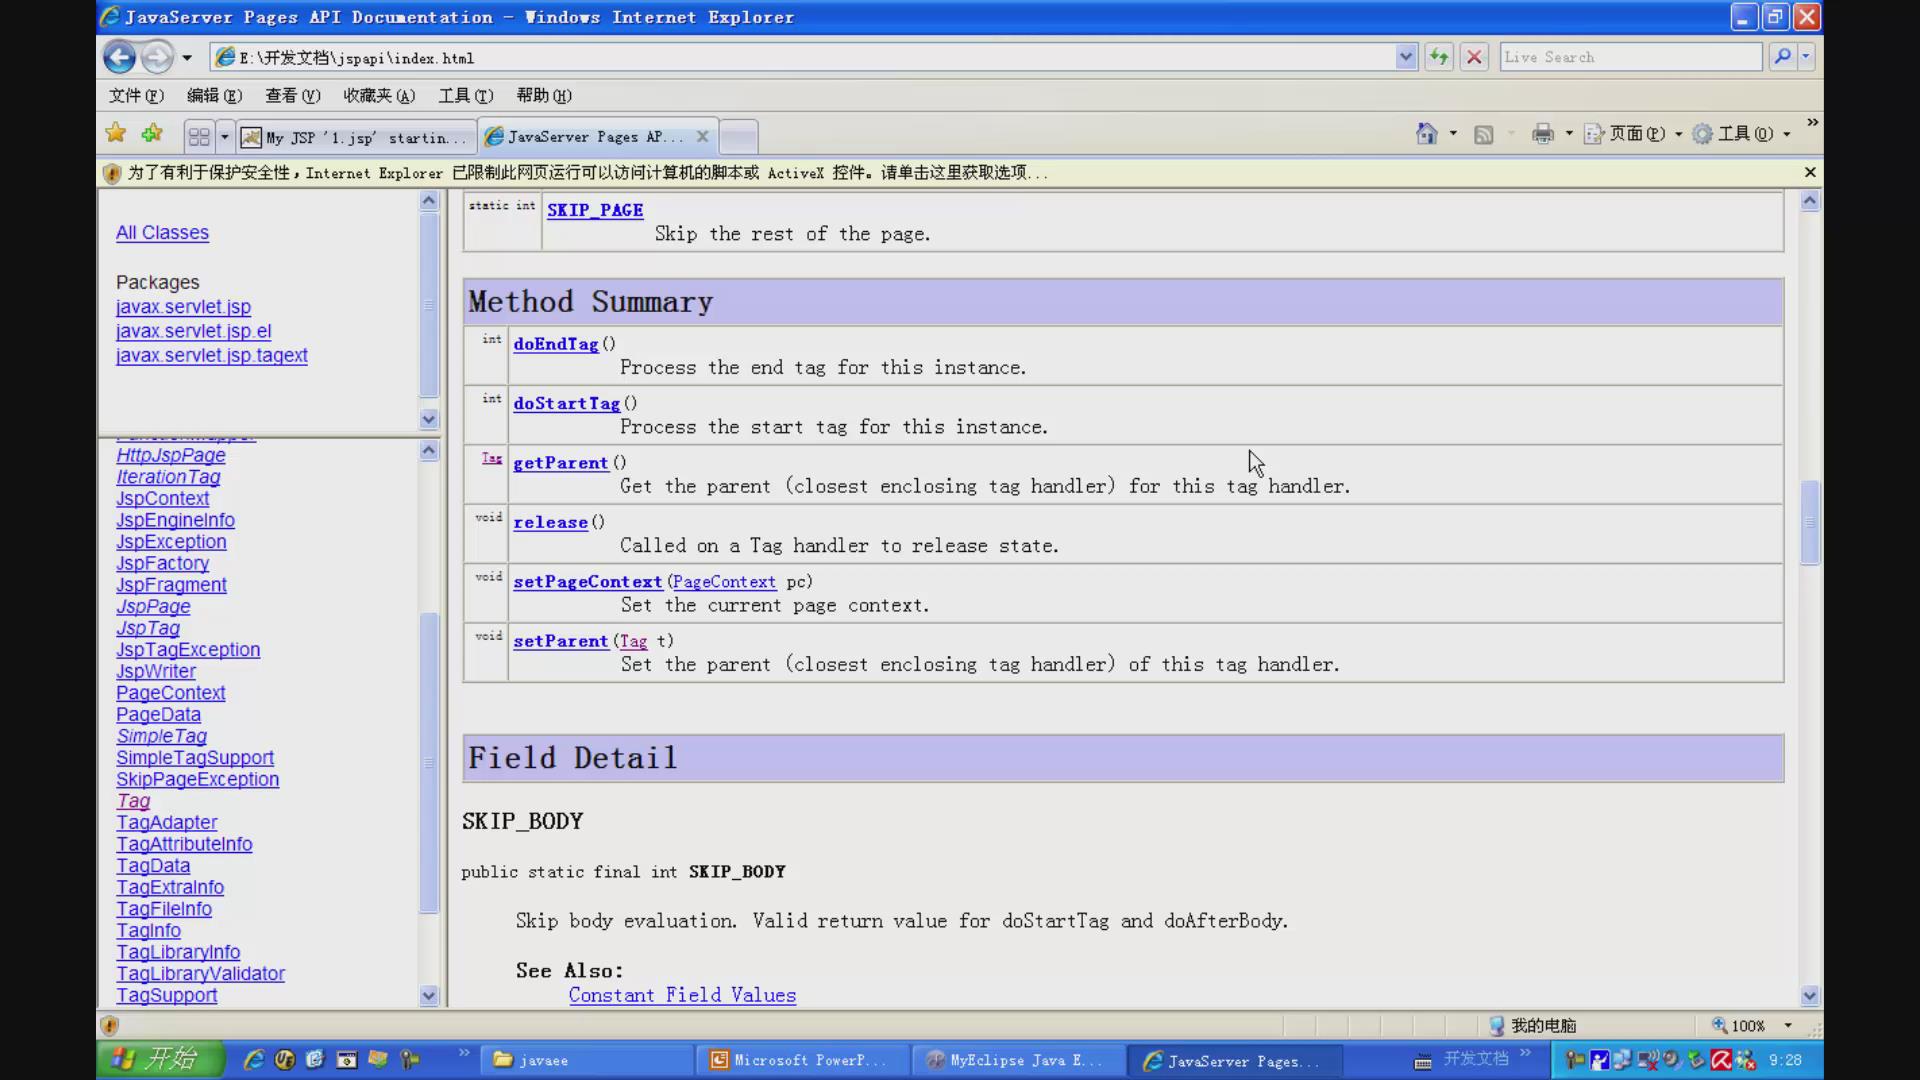 JavaServer Pages API Documentation - Windows Internet Explorer
E:\开发文档\jspapi\index.html
Live Search
文件(F) 编辑(E) 查看(V) 收藏夹(A) 工具(T) 帮助(H)
My JSP '1.jsp' startin... JavaServer Pages AP... 页面(P) 工具(O)
为了有利于保护安全性，Internet Explorer 已限制此网页运行可以访问计算机的脚本或 ActiveX 控件。请单击这里获取选项...
All Classes
Packages
javax.servlet.jsp
javax.servlet.jsp.el
javax.servlet.jsp.tagext
HttpJspPage
IterationTag
JspContext
JspEngineInfo
JspException
JspFactory
JspFragment
JspPage
JspTag
JspTagException
JspWriter
PageContext
PageData
SimpleTag
SimpleTagSupport
SkipPageException
Tag
TagAdapter
TagAttributeInfo
TagData
TagExtraInfo
TagFileInfo
TagInfo
TagLibraryInfo
TagLibraryValidator
TagSupport
static int SKIP_PAGE
Skip the rest of the page.
Method Summary
int doEndTag()
Process the end tag for this instance.
int doStartTag()
Process the start tag for this instance.
Tag getParent()
Get the parent (closest enclosing tag handler) for this tag handler.
void release()
Called on a Tag handler to release state.
void setPageContext(PageContext pc)
Set the current page context.
void setParent(Tag t)
Set the parent (closest enclosing tag handler) of this tag handler.
Field Detail
SKIP_BODY
public static final int SKIP_BODY
Skip body evaluation. Valid return value for doStartTag and doAfterBody.
See Also:
Constant Field Values
我的电脑 100%
开始 javaee Microsoft PowerP... MyEclipse Java E... JavaServer Pages... 开发文档 9:28